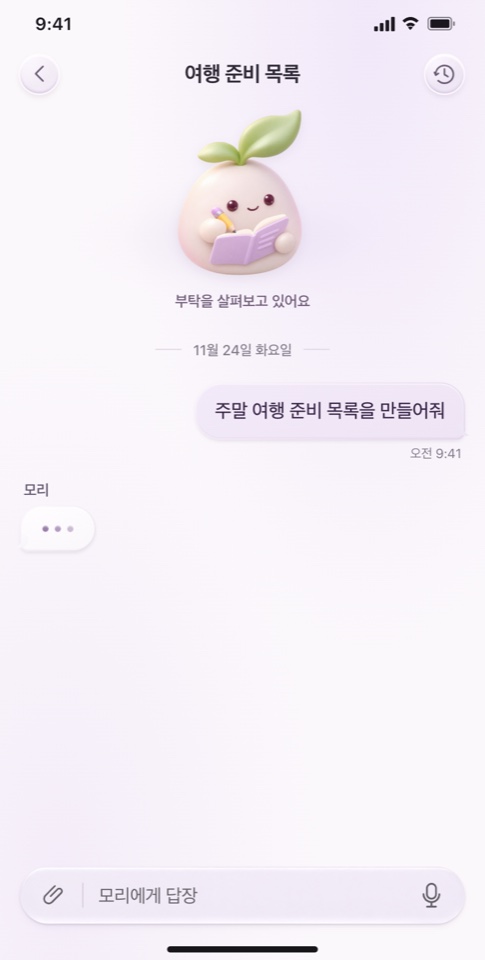 9:41
여행 준비 목록
부탁을 살펴보고 있어요
11월 24일 화요일
주말 여행 준비 목록을 만들어줘
오전 9:41
모리
모리에게 답장